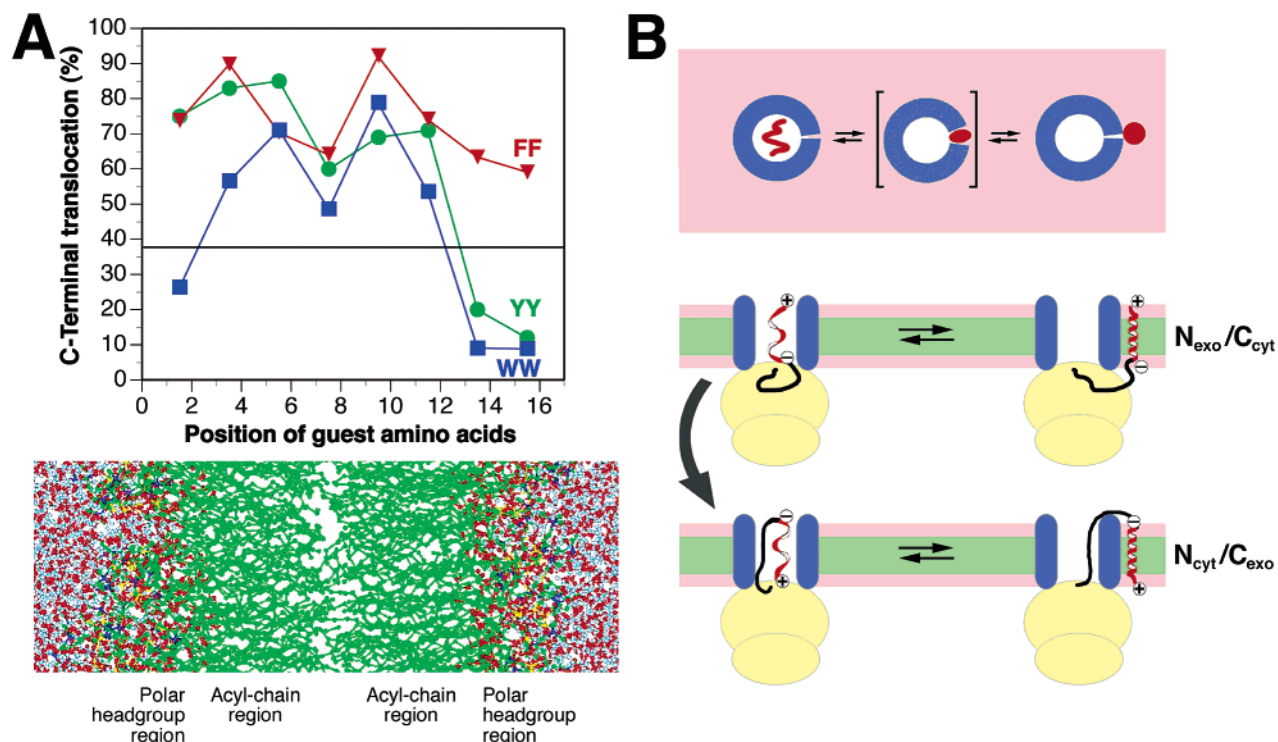 A
C-Terminal translocation (%)
100
90
80
70
60
50
40
30
20
10
0
FF
YY
WW
0 2 4 6 8 10 12 14 16
Position of guest amino acids
Polar
headgroup
region
Acyl-chain
region
Acyl-chain
region
Polar
headgroup
region
B
+
−
+
−
Nexo/Ccyt
−
+
−
+
Ncyt/Cexo